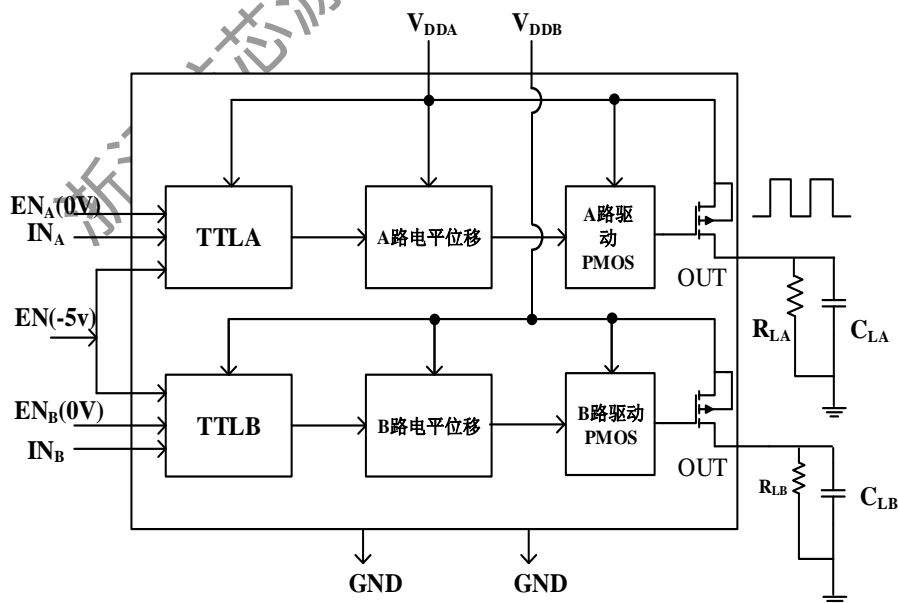 V_DDA V_DDB
EN_A(0V)
IN_A
TTLA
A路电平位移
A路驱
动
PMOS
OUT
R_LA
C_LA
EN(-5v)
EN_B(0V)
IN_B
TTLB
B路电平位移
B路驱动
PMOS
OUT
R_LB
C_LB
GND
GND